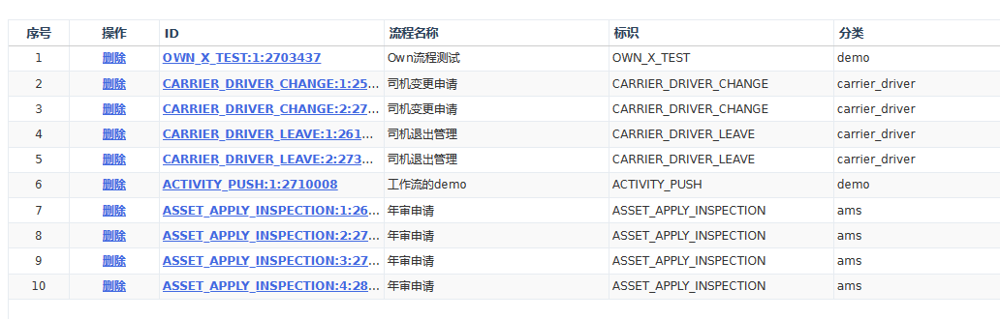 序号 操作 ID 流程名称 标识 分类
1 删除 OWN_X_TEST:1:2703437 Own流程测试 OWN_X_TEST demo
2 删除 CARRIER_DRIVER_CHANGE:1:25... 司机变更申请 CARRIER_DRIVER_CHANGE carrier_driver
3 删除 CARRIER_DRIVER_CHANGE:2:27... 司机变更申请 CARRIER_DRIVER_CHANGE carrier_driver
4 删除 CARRIER_DRIVER_LEAVE:1:261... 司机退出管理 CARRIER_DRIVER_LEAVE carrier_driver
5 删除 CARRIER_DRIVER_LEAVE:2:273... 司机退出管理 CARRIER_DRIVER_LEAVE carrier_driver
6 删除 ACTIVITY_PUSH:1:2710008 工作流的demo ACTIVITY_PUSH demo
7 删除 ASSET_APPLY_INSPECTION:1:26... 年审申请 ASSET_APPLY_INSPECTION ams
8 删除 ASSET_APPLY_INSPECTION:2:27... 年审申请 ASSET_APPLY_INSPECTION ams
9 删除 ASSET_APPLY_INSPECTION:3:27... 年审申请 ASSET_APPLY_INSPECTION ams
10 删除 ASSET_APPLY_INSPECTION:4:28... 年审申请 ASSET_APPLY_INSPECTION ams